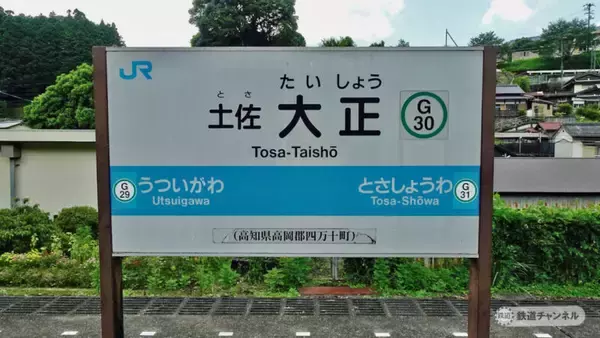 JR
たいしょう
とさ
土佐 大正
G
30
Tosa-Taishō
G
29
うついがわ
Utsuigawa
とさしょうわ
Tosa-Shōwa
G
31
(高知県高岡郡四万十町)
鉄道チャンネル